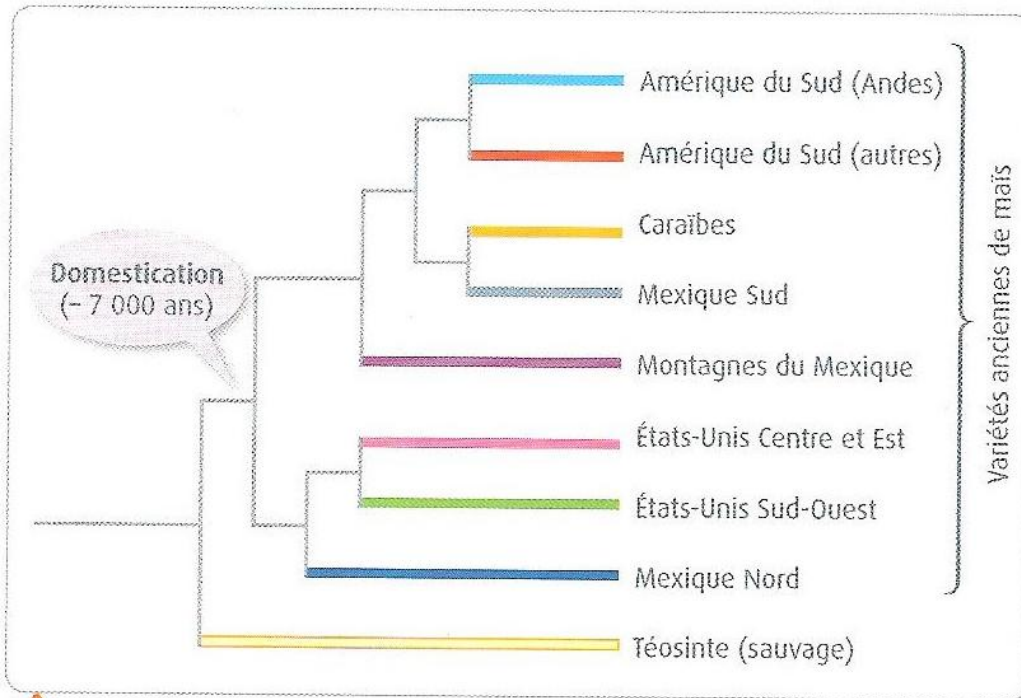 Amérique du Sud (Andes)
Amérique du Sud (autres)
Caraïbes
Domestication
(– 7 000 ans)
Mexique Sud
Montagnes du Mexique
États-Unis Centre et Est
États-Unis Sud-Ouest
Mexique Nord
Téosinte (sauvage)
Variétés anciennes de maïs